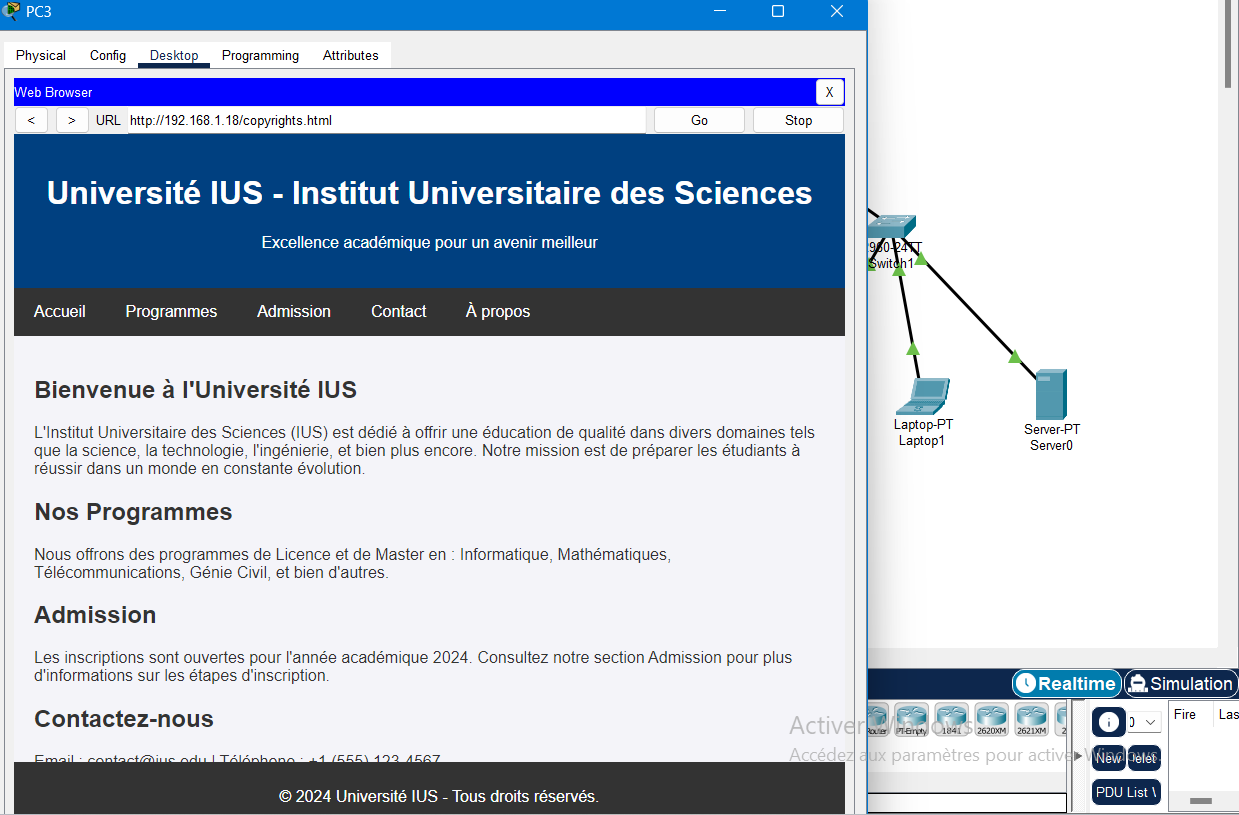 PC3
Physical Config Desktop Programming Attributes
Web Browser X
< > URL http://192.168.1.18/copyrights.html Go Stop
Université IUS - Institut Universitaire des Sciences
Excellence académique pour un avenir meilleur
Accueil Programmes Admission Contact À propos
Bienvenue à l'Université IUS
L'Institut Universitaire des Sciences (IUS) est dédié à offrir une éducation de qualité dans divers domaines tels
que la science, la technologie, l'ingénierie, et bien plus encore. Notre mission est de préparer les étudiants à
réussir dans un monde en constante évolution.
Nos Programmes
Nous offrons des programmes de Licence et de Master en : Informatique, Mathématiques,
Télécommunications, Génie Civil, et bien d'autres.
Admission
Les inscriptions sont ouvertes pour l'année académique 2024. Consultez notre section Admission pour plus
d'informations sur les étapes d'inscription.
Contactez-nous
Email : contact@ius.edu | Téléphone : +1 (555) 123-4567
© 2024 Université IUS - Tous droits réservés.
960-24TT
Switch1
Laptop-PT
Laptop1
Server-PT
Server0
Realtime Simulation
PT-Empty 1841 2620XM 2621XM
0
Fire Las
New
PDU List
Activer Windows
Accédez aux paramètres pour activer Windows.